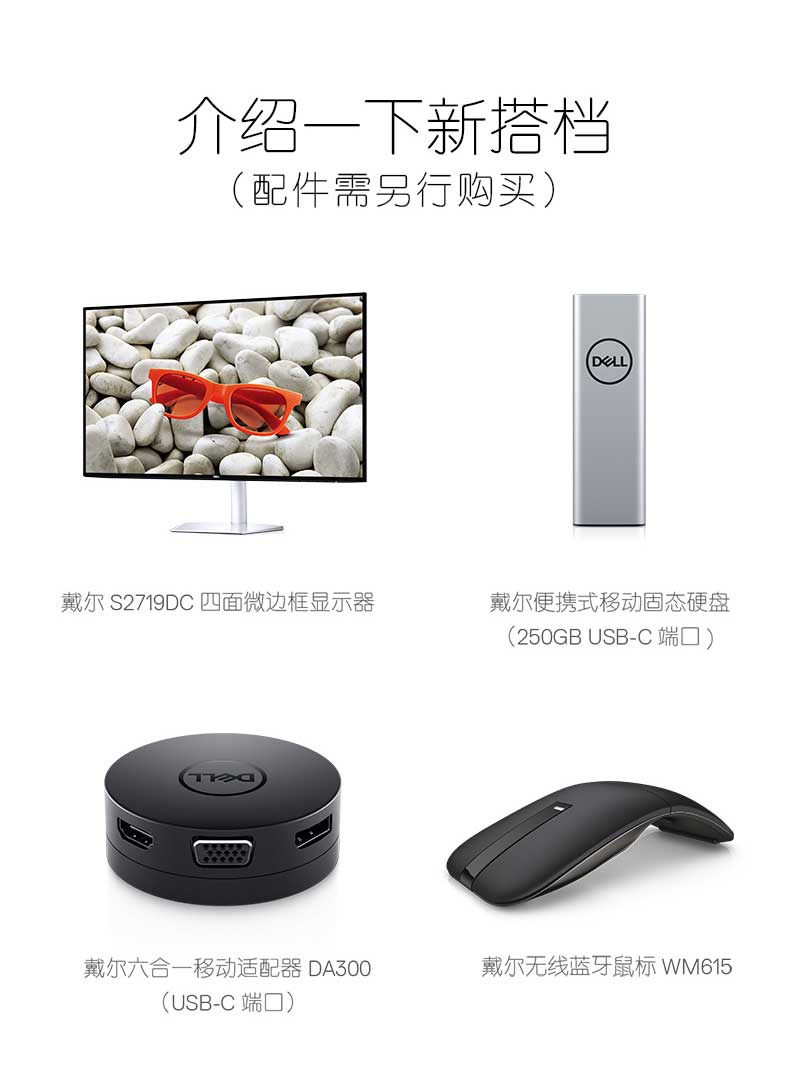 介绍一下新搭档
（配件需另行购买）
DELL
戴尔 S2719DC 四面微边框显示器
戴尔便携式移动固态硬盘
（250GB USB-C 端口 )
DELL
戴尔六合一移动适配器 DA300
（USB-C 端口）
戴尔无线蓝牙鼠标 WM615